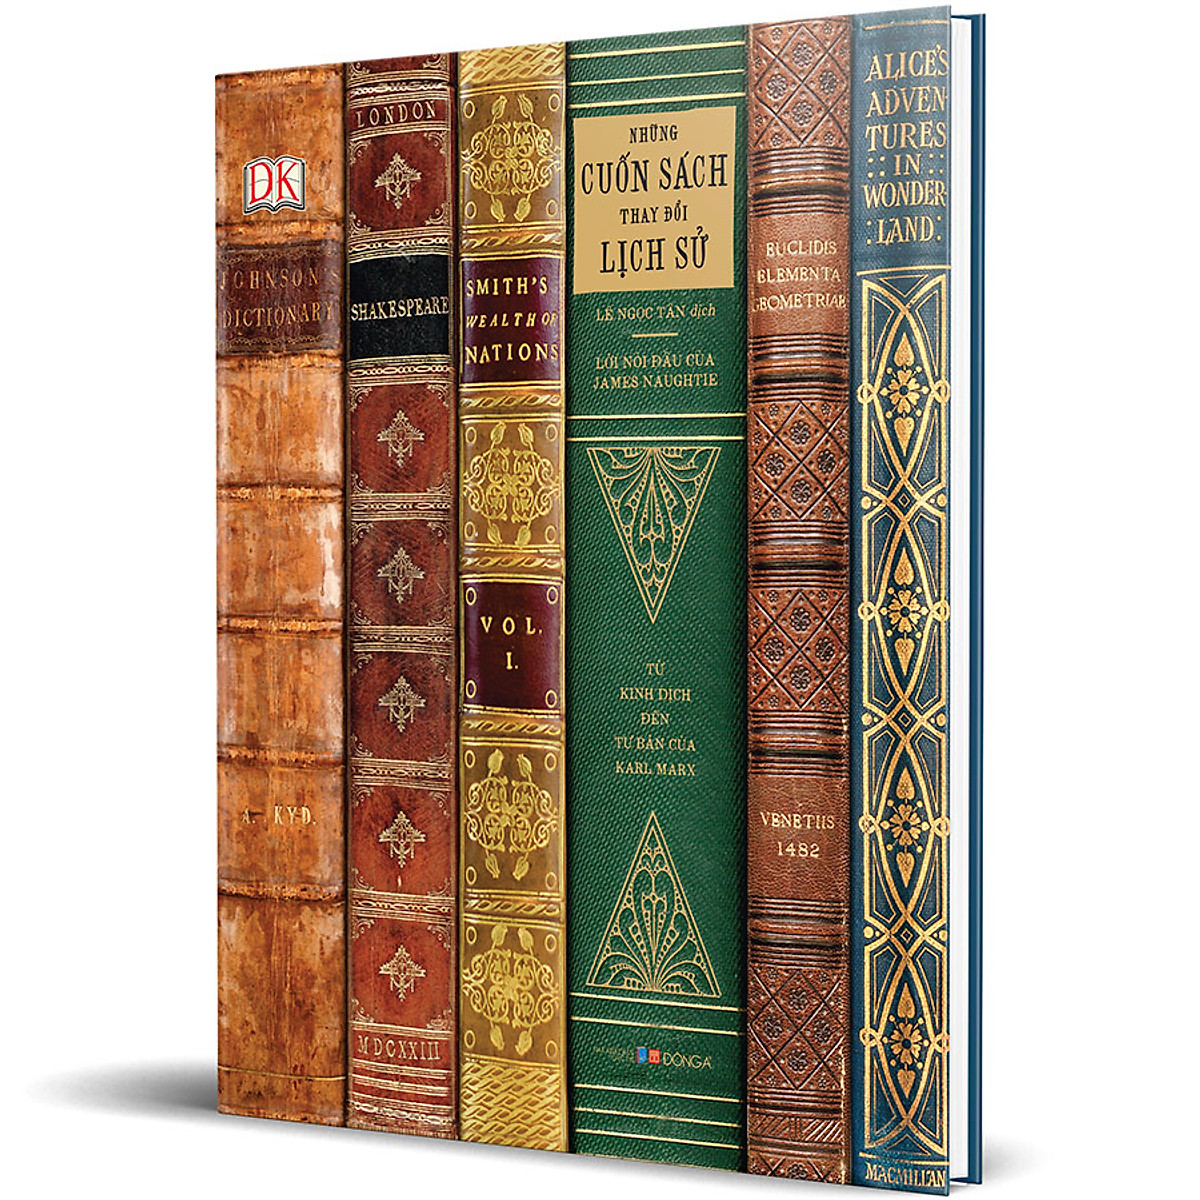 DK
JOHNSON'S
DICTIONARY
A. KYD.
LONDON
SHAKESPEARE
MDCXXIII
SMITH'S
WEALTH OF
NATIONS
VOL.
I.
NHỮNG
CUỐN SÁCH
THAY ĐỔI
LỊCH SỬ
LÊ NGỌC TÂN dịch
LỜI NÓI ĐẦU CỦA
JAMES NAUGHTIE
TỪ
KINH DỊCH
ĐẾN
TƯ BẢN CỦA
KARL MARX
ĐÔNG A
EUCLIDIS
ELEMENTA
GEOMETRIAE
VENETIIS
1482
ALICE'S
ADVEN-
TURES
IN
WONDER-
LAND
MACMILLAN